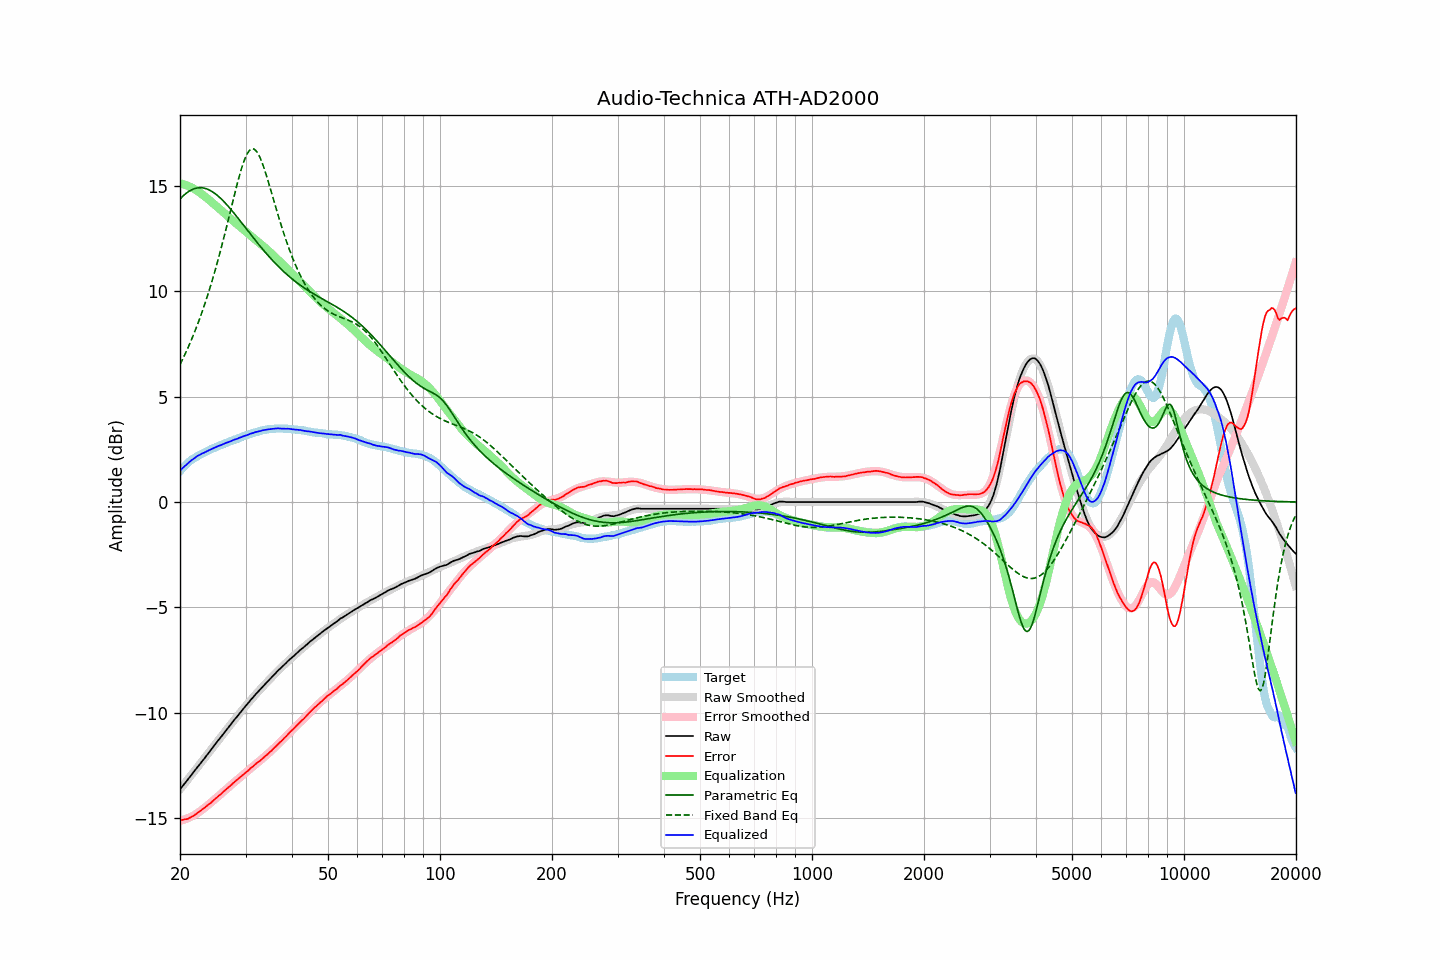 Audio-Technica ATH-AD2000
Amplitude (dBr)
15
10
5
0
−5
−10
−15
Target
Raw Smoothed
Error Smoothed
Raw
Error
Equalization
Parametric Eq
Fixed Band Eq
Equalized
20 50 100 200 500 1000 2000 5000 10000 20000
Frequency (Hz)